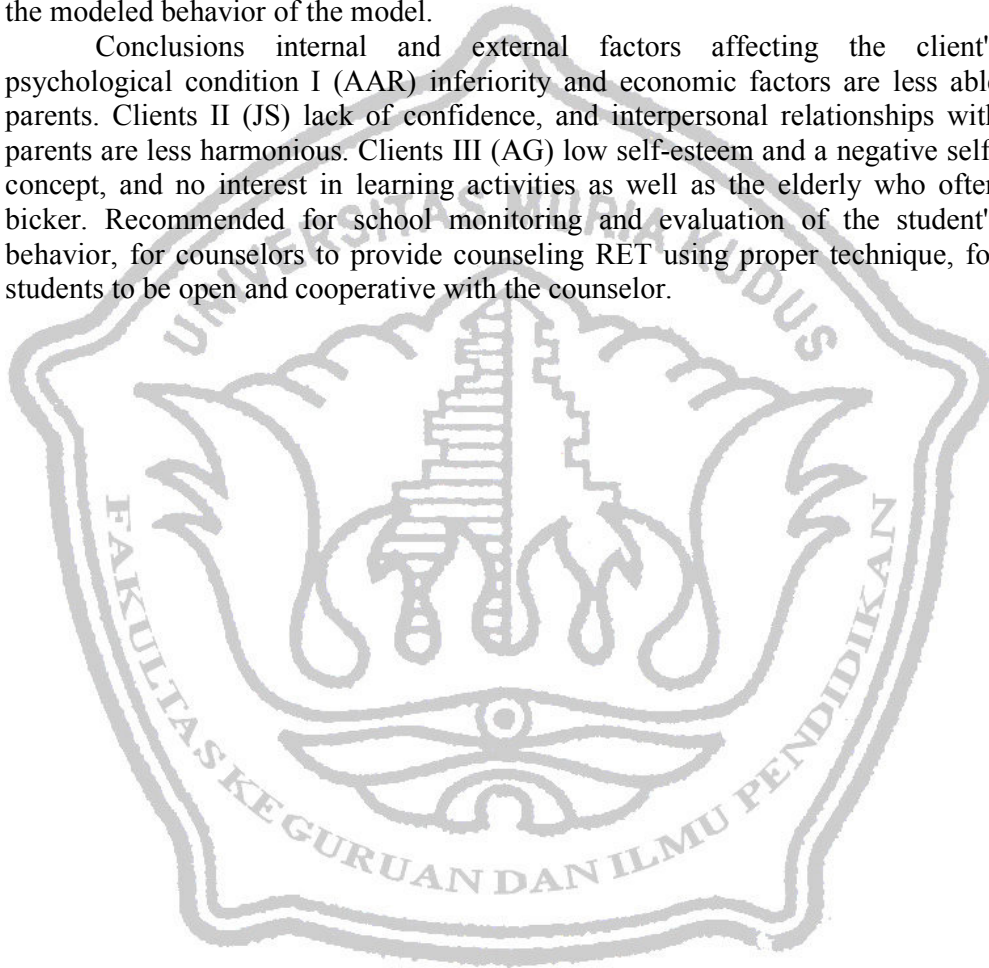 the modeled behavior of the model.
Conclusions internal and external factors affecting the client'
psychological condition I (AAR) inferiority and economic factors are less able
parents. Clients II (JS) lack of confidence, and interpersonal relationships with
parents are less harmonious. Clients III (AG) low self-esteem and a negative self
concept, and no interest in learning activities as well as the elderly who often
bicker. Recommended for school monitoring and evaluation of the student'
behavior, for counselors to provide counseling RET using proper technique, fo
students to be open and cooperative with the counselor.
UNIVERSITAS MURIA KUDUS
FAKULTAS KEGURUAN DAN ILMU PENDIDIKAN